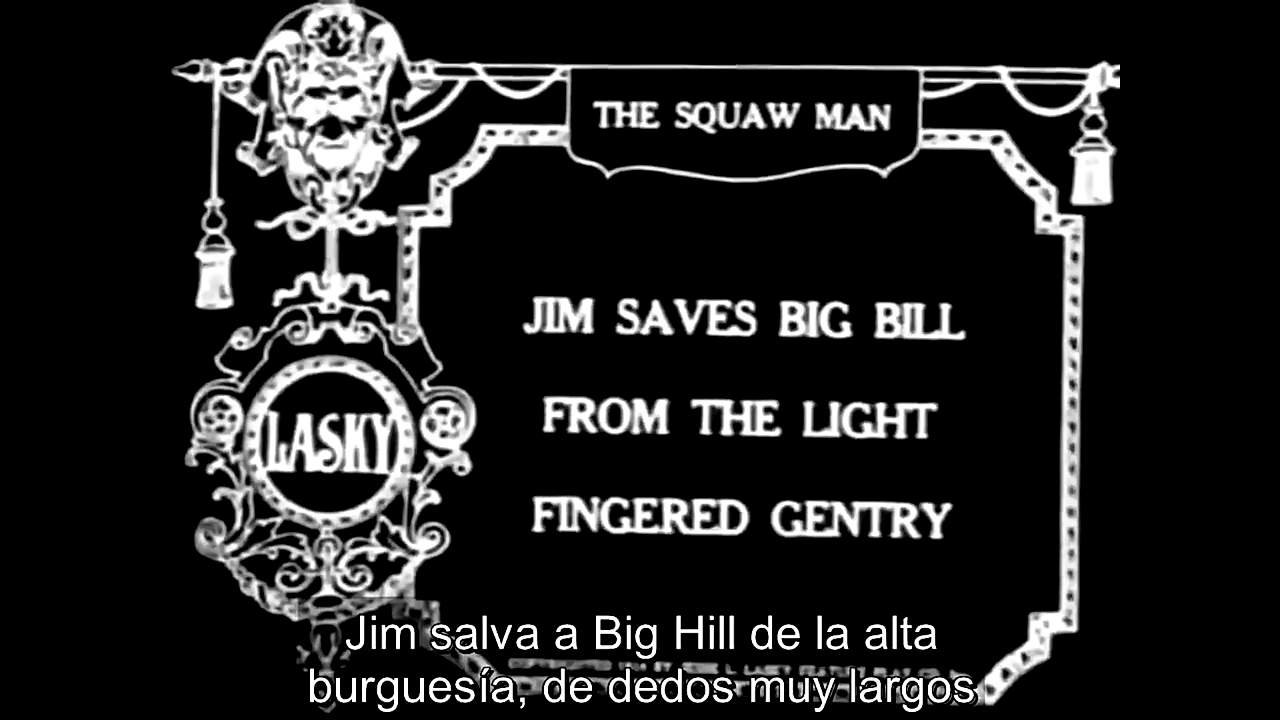 THE SQUAW MAN
JIM SAVES BIG BILL
FROM THE LIGHT
FINGERED GENTRY
LASKY
Jim salva a Big Hill de la alta
burguesía, de dedos muy largos